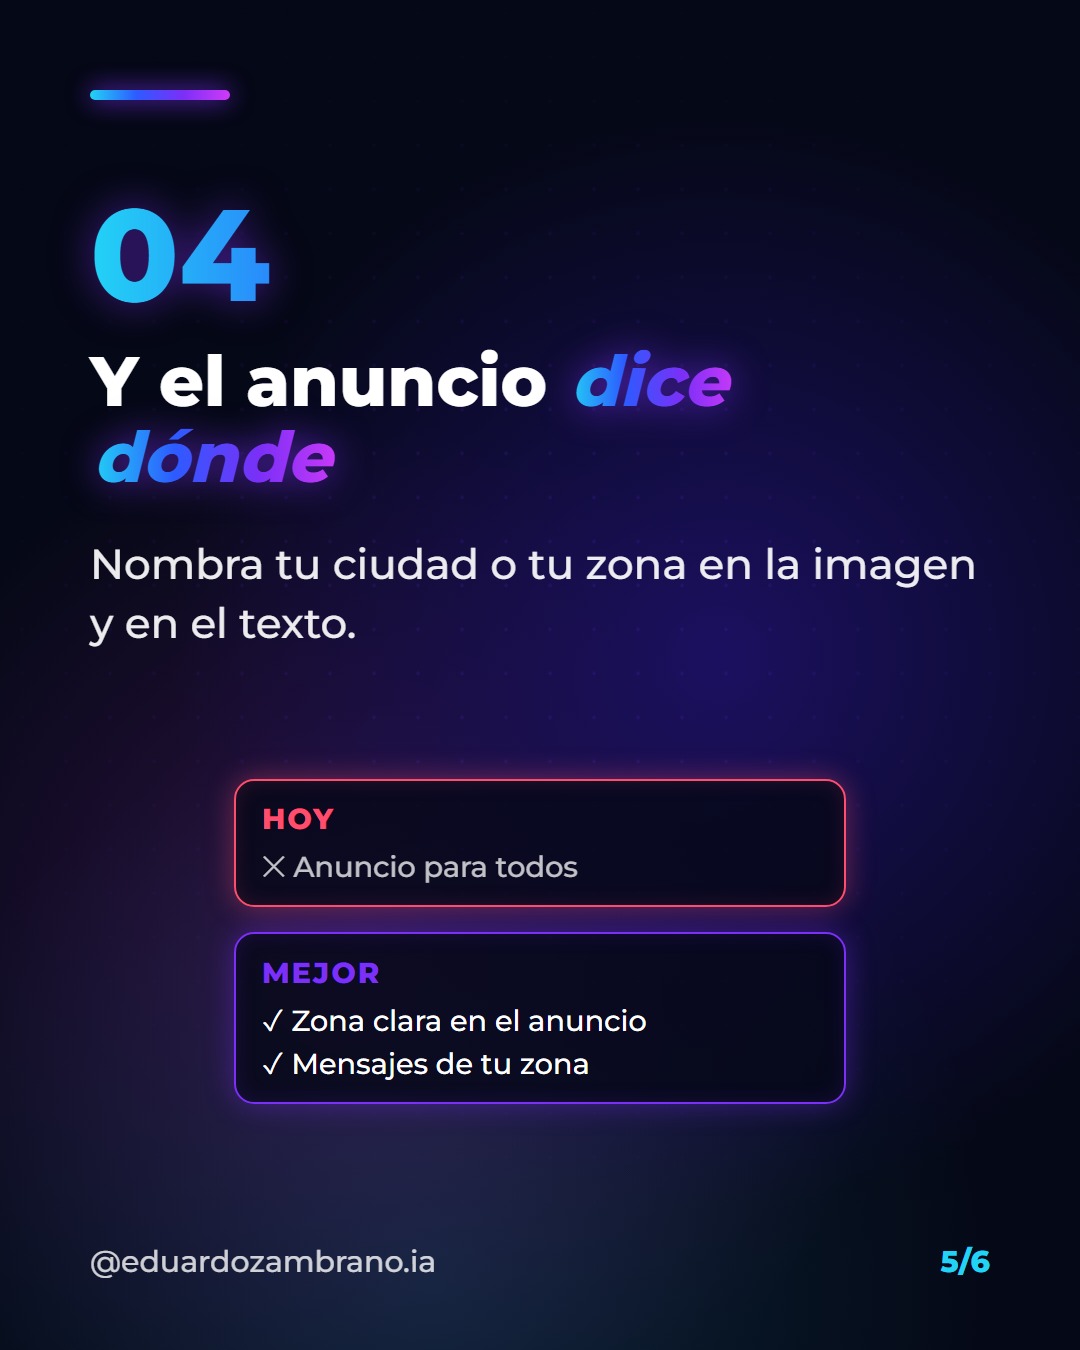 04
Y el anuncio dice
dónde
Nombra tu ciudad o tu zona en la imagen
y en el texto.
HOY
✕ Anuncio para todos
MEJOR
✓ Zona clara en el anuncio
✓ Mensajes de tu zona
@eduardozambrano.ia
5/6